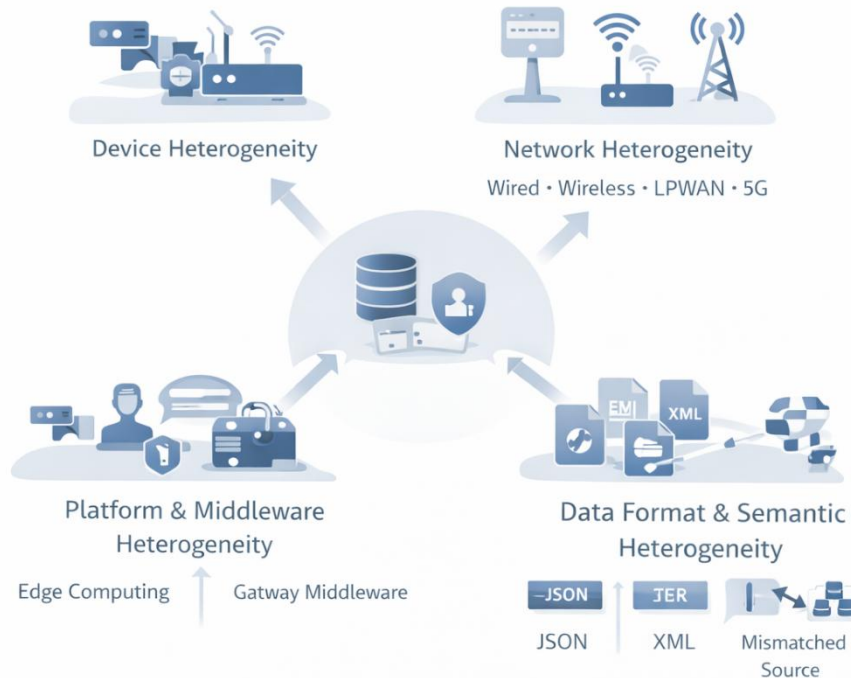 Device Heterogeneity
Network Heterogeneity
Wired • Wireless • LPWAN • 5G
EMI
XML
Platform & Middleware
Heterogeneity
Edge Computing
Gatway Middleware
Data Format & Semantic
Heterogeneity
-JSON
JER
JSON
XML
Mismatched
Source